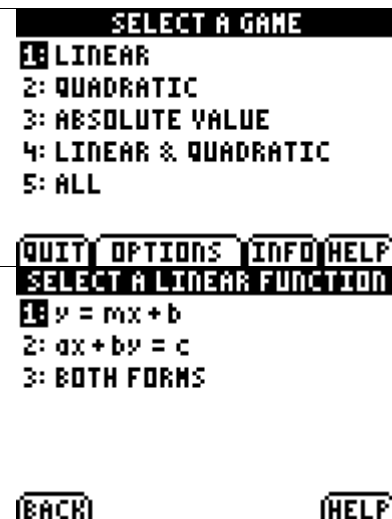 SELECT A GAME
1: LINEAR
2: QUADRATIC
3: ABSOLUTE VALUE
4: LINEAR & QUADRATIC
5: ALL
QUIT OPTIONS INFO HELP
SELECT A LINEAR FUNCTION
1: y = mx + b
2: ax + by = c
3: BOTH FORMS
BACK HELP